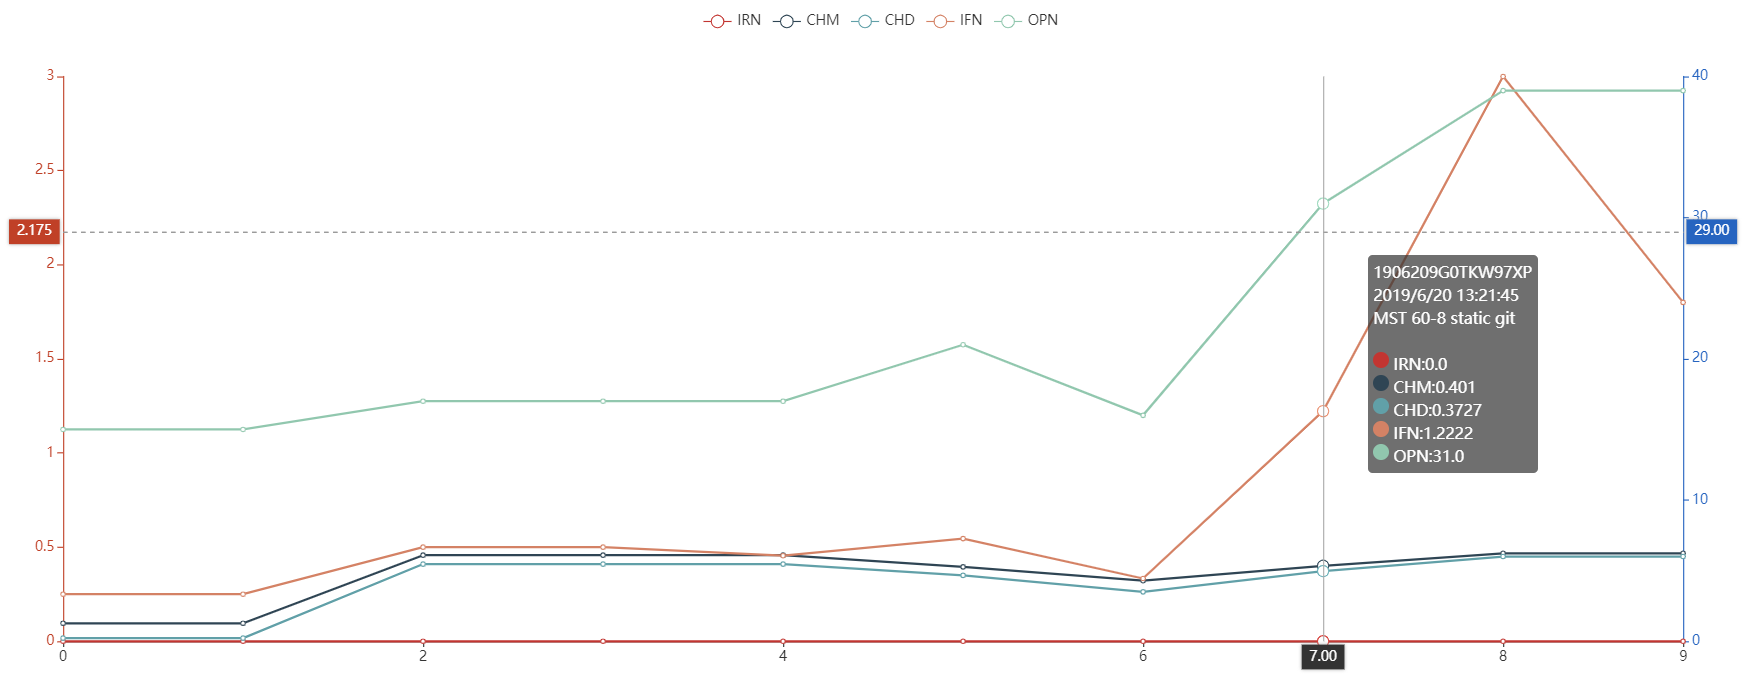 IRN CHM CHD IFN OPN
3
2.5
2.175
2
1.5
1
0.5
0
40
30
29.00
20
10
0
1906209G0TKW97XP
2019/6/20 13:21:45
MST 60-8 static git
IRN:0.0
CHM:0.401
CHD:0.3727
IFN:1.2222
OPN:31.0
0 2 4 6 7.00 8 9